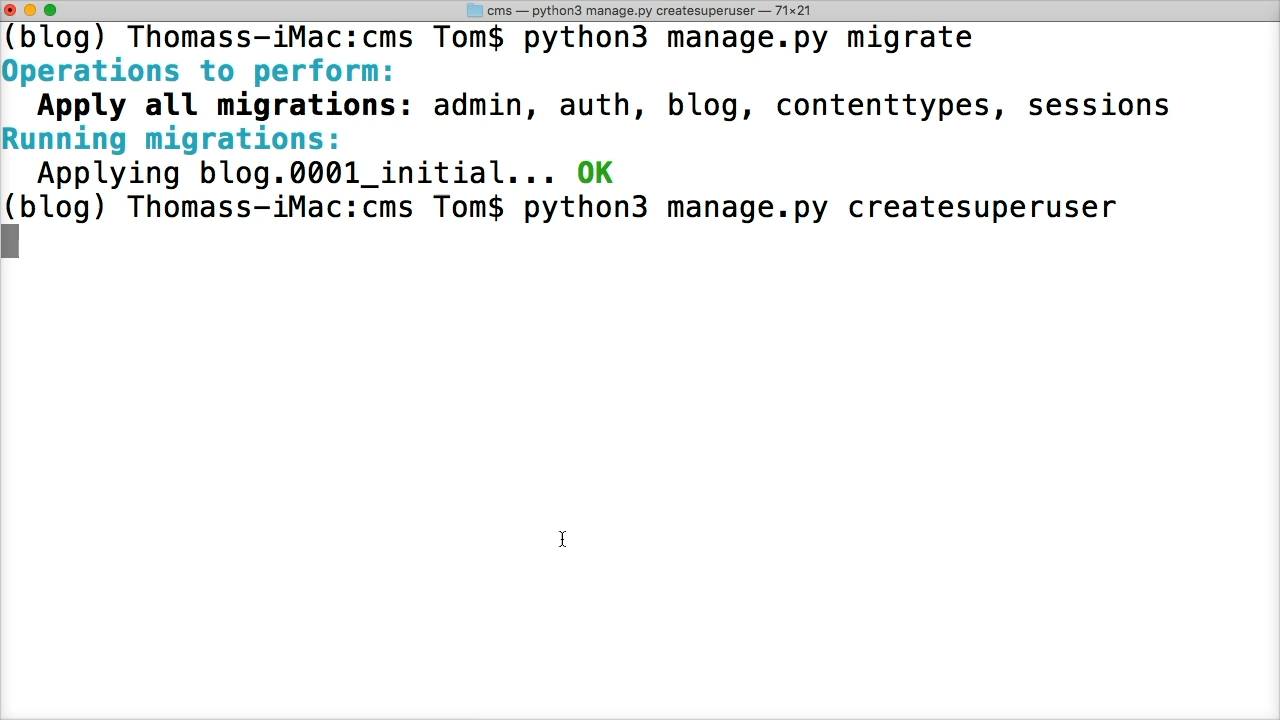 cms — python3 manage.py createsuperuser — 71×21
(blog) Thomass-iMac:cms Tom$ python3 manage.py migrate
Operations to perform:
  Apply all migrations: admin, auth, blog, contenttypes, sessions
Running migrations:
  Applying blog.0001_initial... OK
(blog) Thomass-iMac:cms Tom$ python3 manage.py createsuperuser